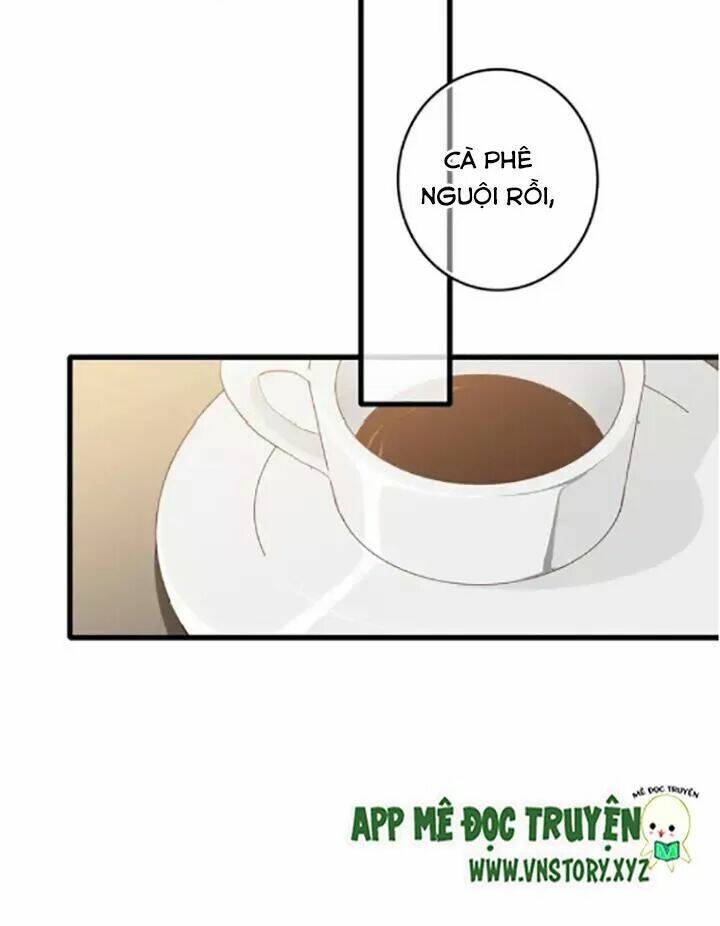 CÀ PHÊ
NGUỘI RỒI,
MÊ ĐỌC TRUYỆN
APP MÊ ĐỌC TRUYỆN
WWW.VNSTORY.XYZ